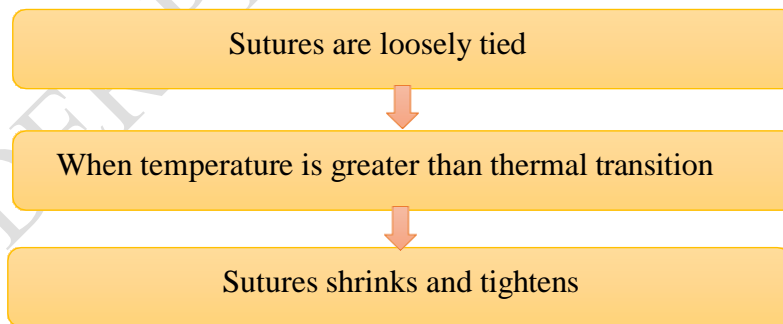 Sutures are loosely tied
When temperature is greater than thermal transition
Sutures shrinks and tightens